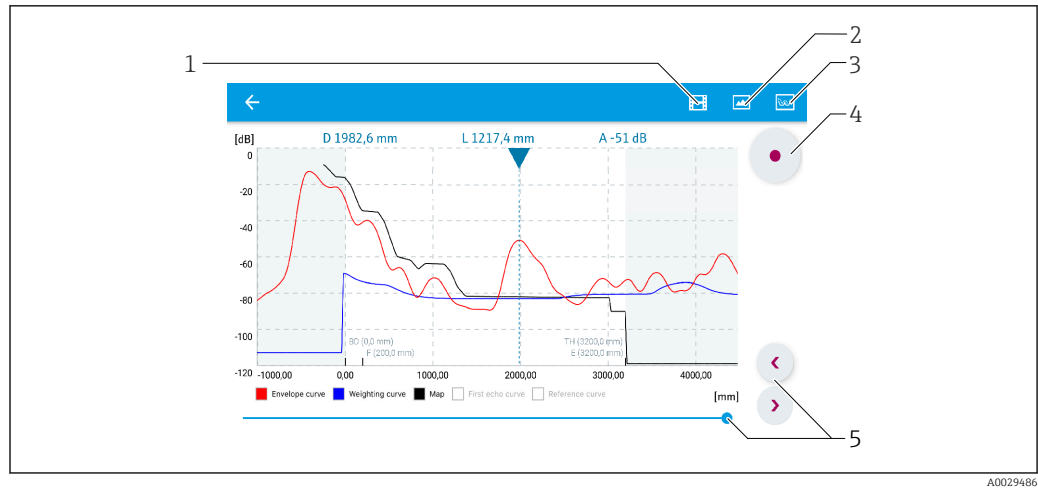 1
2
3
4
[dB]
D 1982,6 mm
L 1217,4 mm
A -51 dB
0
-20
-40
-60
-80
-100
-120
BD (0,0 mm)
F (200,0 mm)
TH (3200,0 mm)
E (3200,0 mm)
-1000,00
0,00
1000,00
2000,00
3000,00
4000,00
[mm]
Envelope curve
Weighting curve
Map
First echo curve
Reference curve
5
A0029486